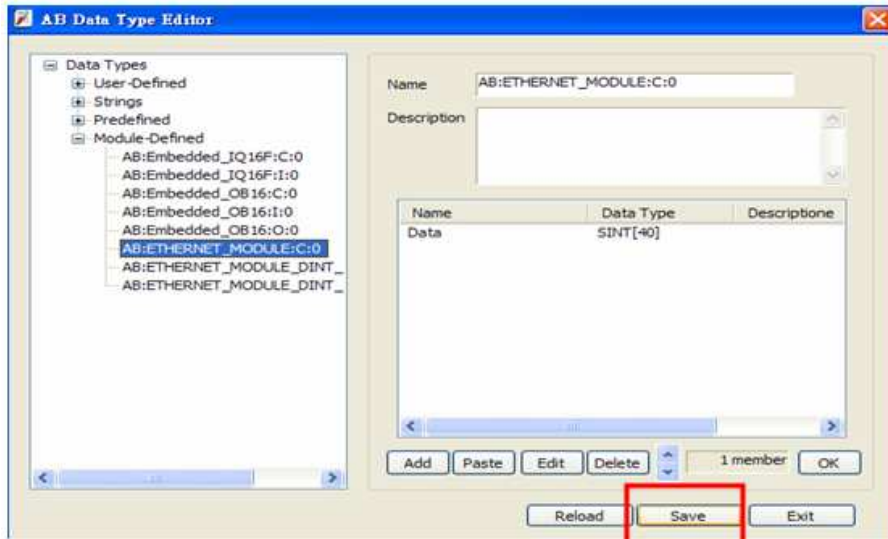 AB Data Type Editor
Data Types
User-Defined
Strings
Predefined
Module-Defined
AB:Embedded_IQ16F:C:0
AB:Embedded_IQ16F:I:0
AB:Embedded_OB16:C:0
AB:Embedded_OB16:I:0
AB:Embedded_OB16:O:0
AB:ETHERNET_MODULE:C:0
AB:ETHERNET_MODULE_DINT_
AB:ETHERNET_MODULE_DINT_
Name AB:ETHERNET_MODULE:C:0
Description
Name Data Type Descriptione
Data SINT[40]
Add Paste Edit Delete 1 member OK
Reload Save Exit